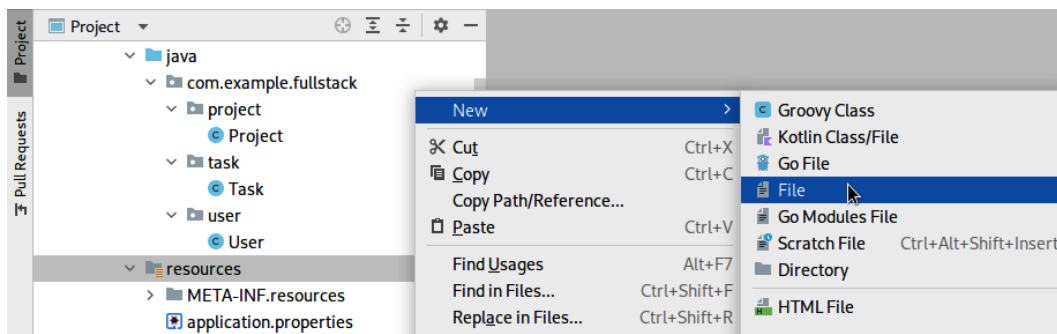 Project
Pull Requests
Project
java
com.example.fullstack
project
Project
task
Task
user
User
resources
META-INF.resources
application.properties
New
Cut Ctrl+X
Copy Ctrl+C
Copy Path/Reference...
Paste Ctrl+V
Find Usages Alt+F7
Find in Files... Ctrl+Shift+F
Replace in Files... Ctrl+Shift+R
Groovy Class
Kotlin Class/File
Go File
File
Go Modules File
Scratch File Ctrl+Alt+Shift+Insert
Directory
HTML File